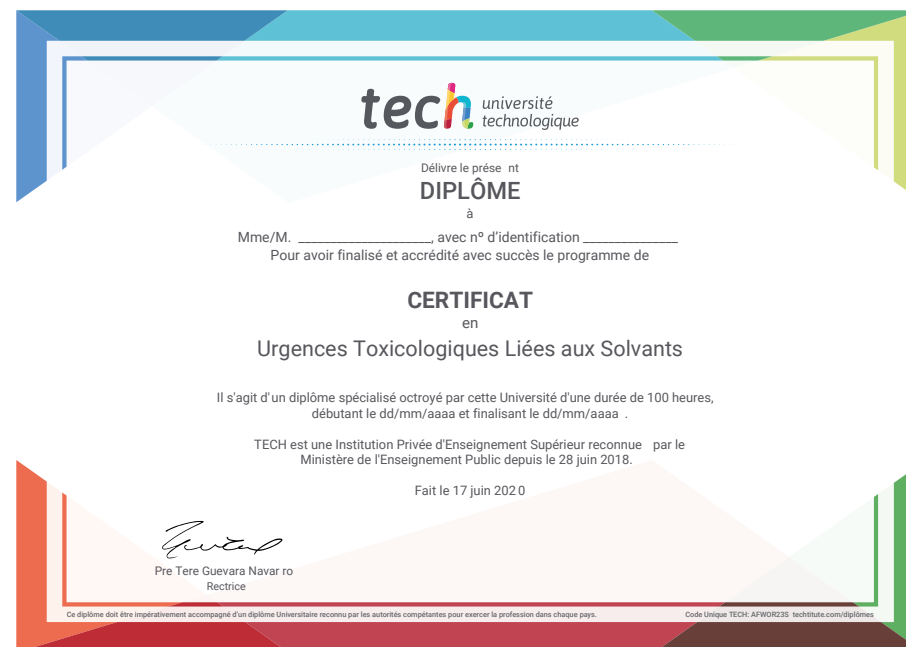 tech université
technologique
Délivre le prése nt
DIPLÔME
à
Mme/M. ____________________, avec nº d'identification ______________
Pour avoir finalisé et accrédité avec succès le programme de
CERTIFICAT
en
Urgences Toxicologiques Liées aux Solvants
Il s'agit d'un diplôme spécialisé octroyé par cette Université d'une durée de 100 heures,
débutant le dd/mm/aaaa et finalisant le dd/mm/aaaa .
TECH est une Institution Privée d'Enseignement Supérieur reconnue par le
Ministère de l'Enseignement Public depuis le 28 juin 2018.
Fait le 17 juin 2020
Pre Tere Guevara Navar ro
Rectrice
Ce diplôme doit être impérativement accompagné d'un diplôme Universitaire reconnu par les autorités compétantes pour exercer la profession dans chaque pays. Code Unique TECH: AFWOR23S techtitute.com/diplômes